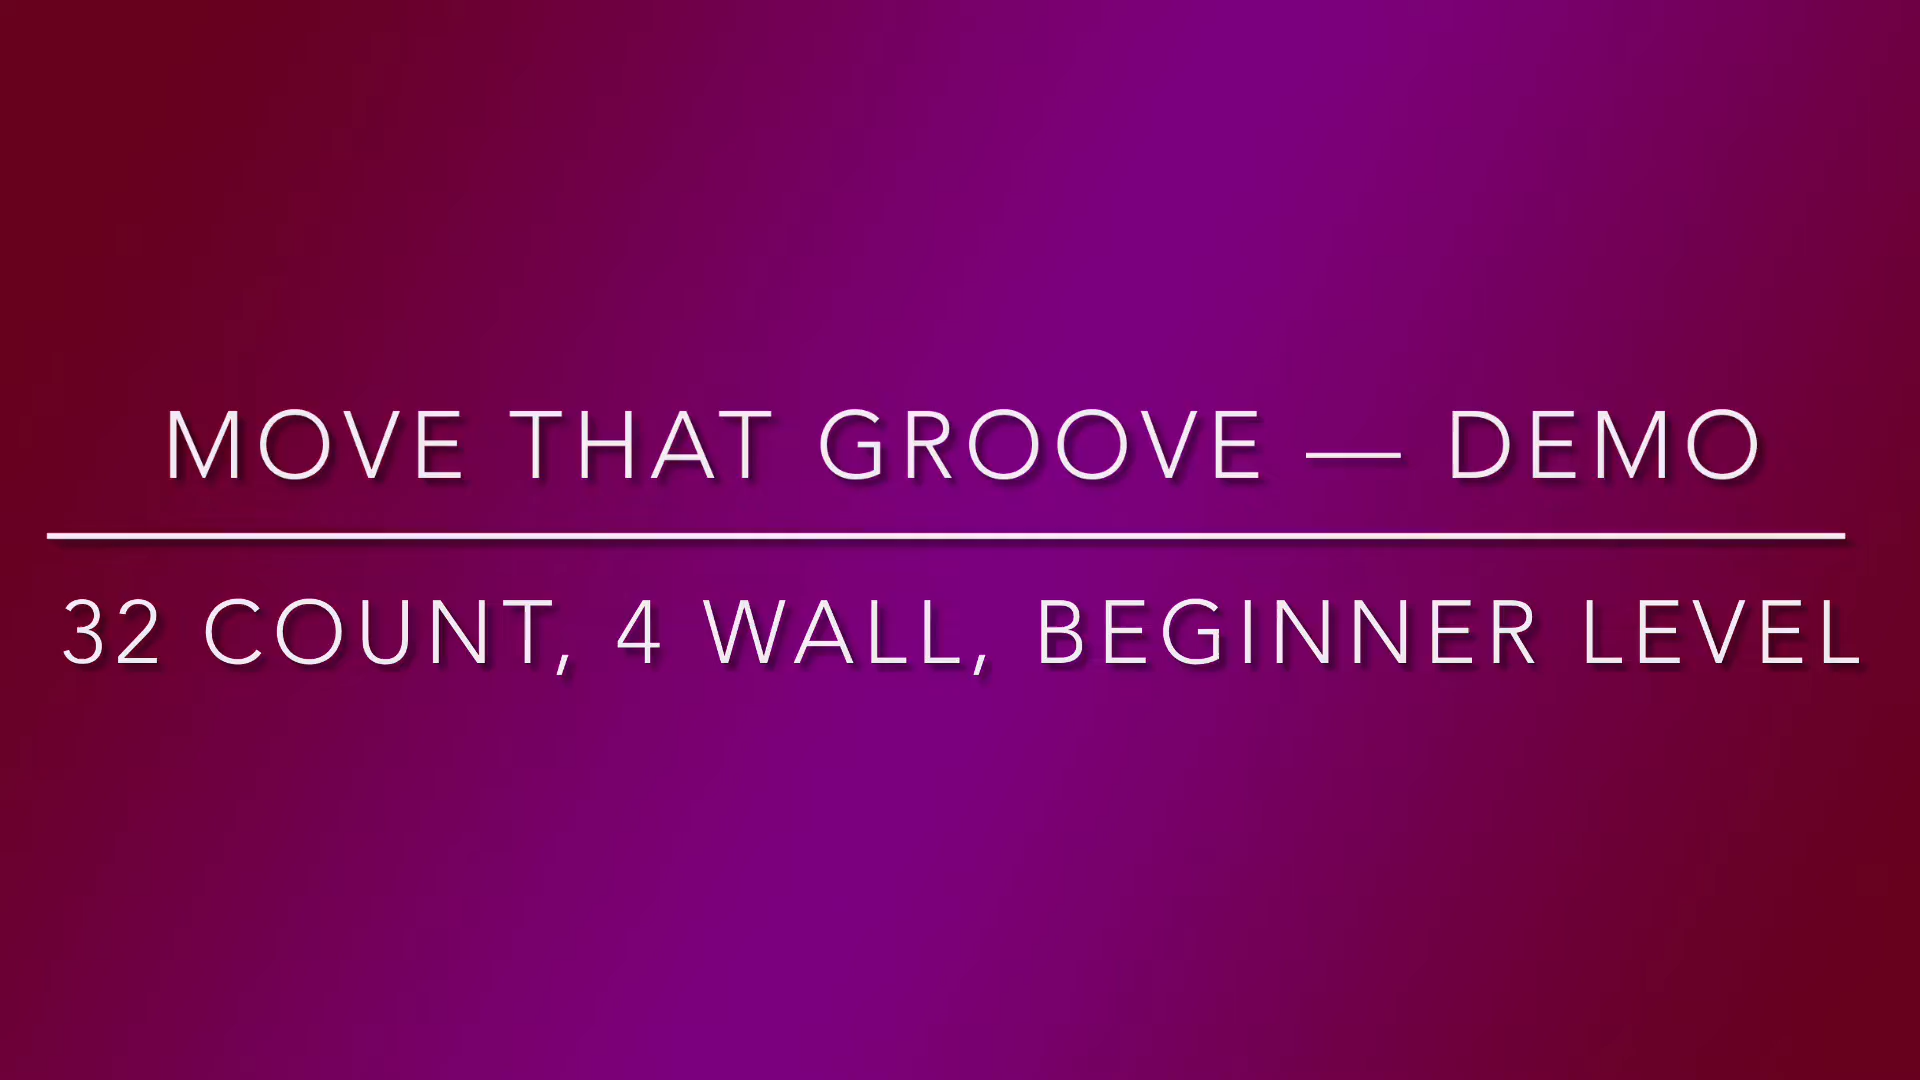 MOVE THAT GROOVE — DEMO
32 COUNT, 4 WALL, BEGINNER LEVEL